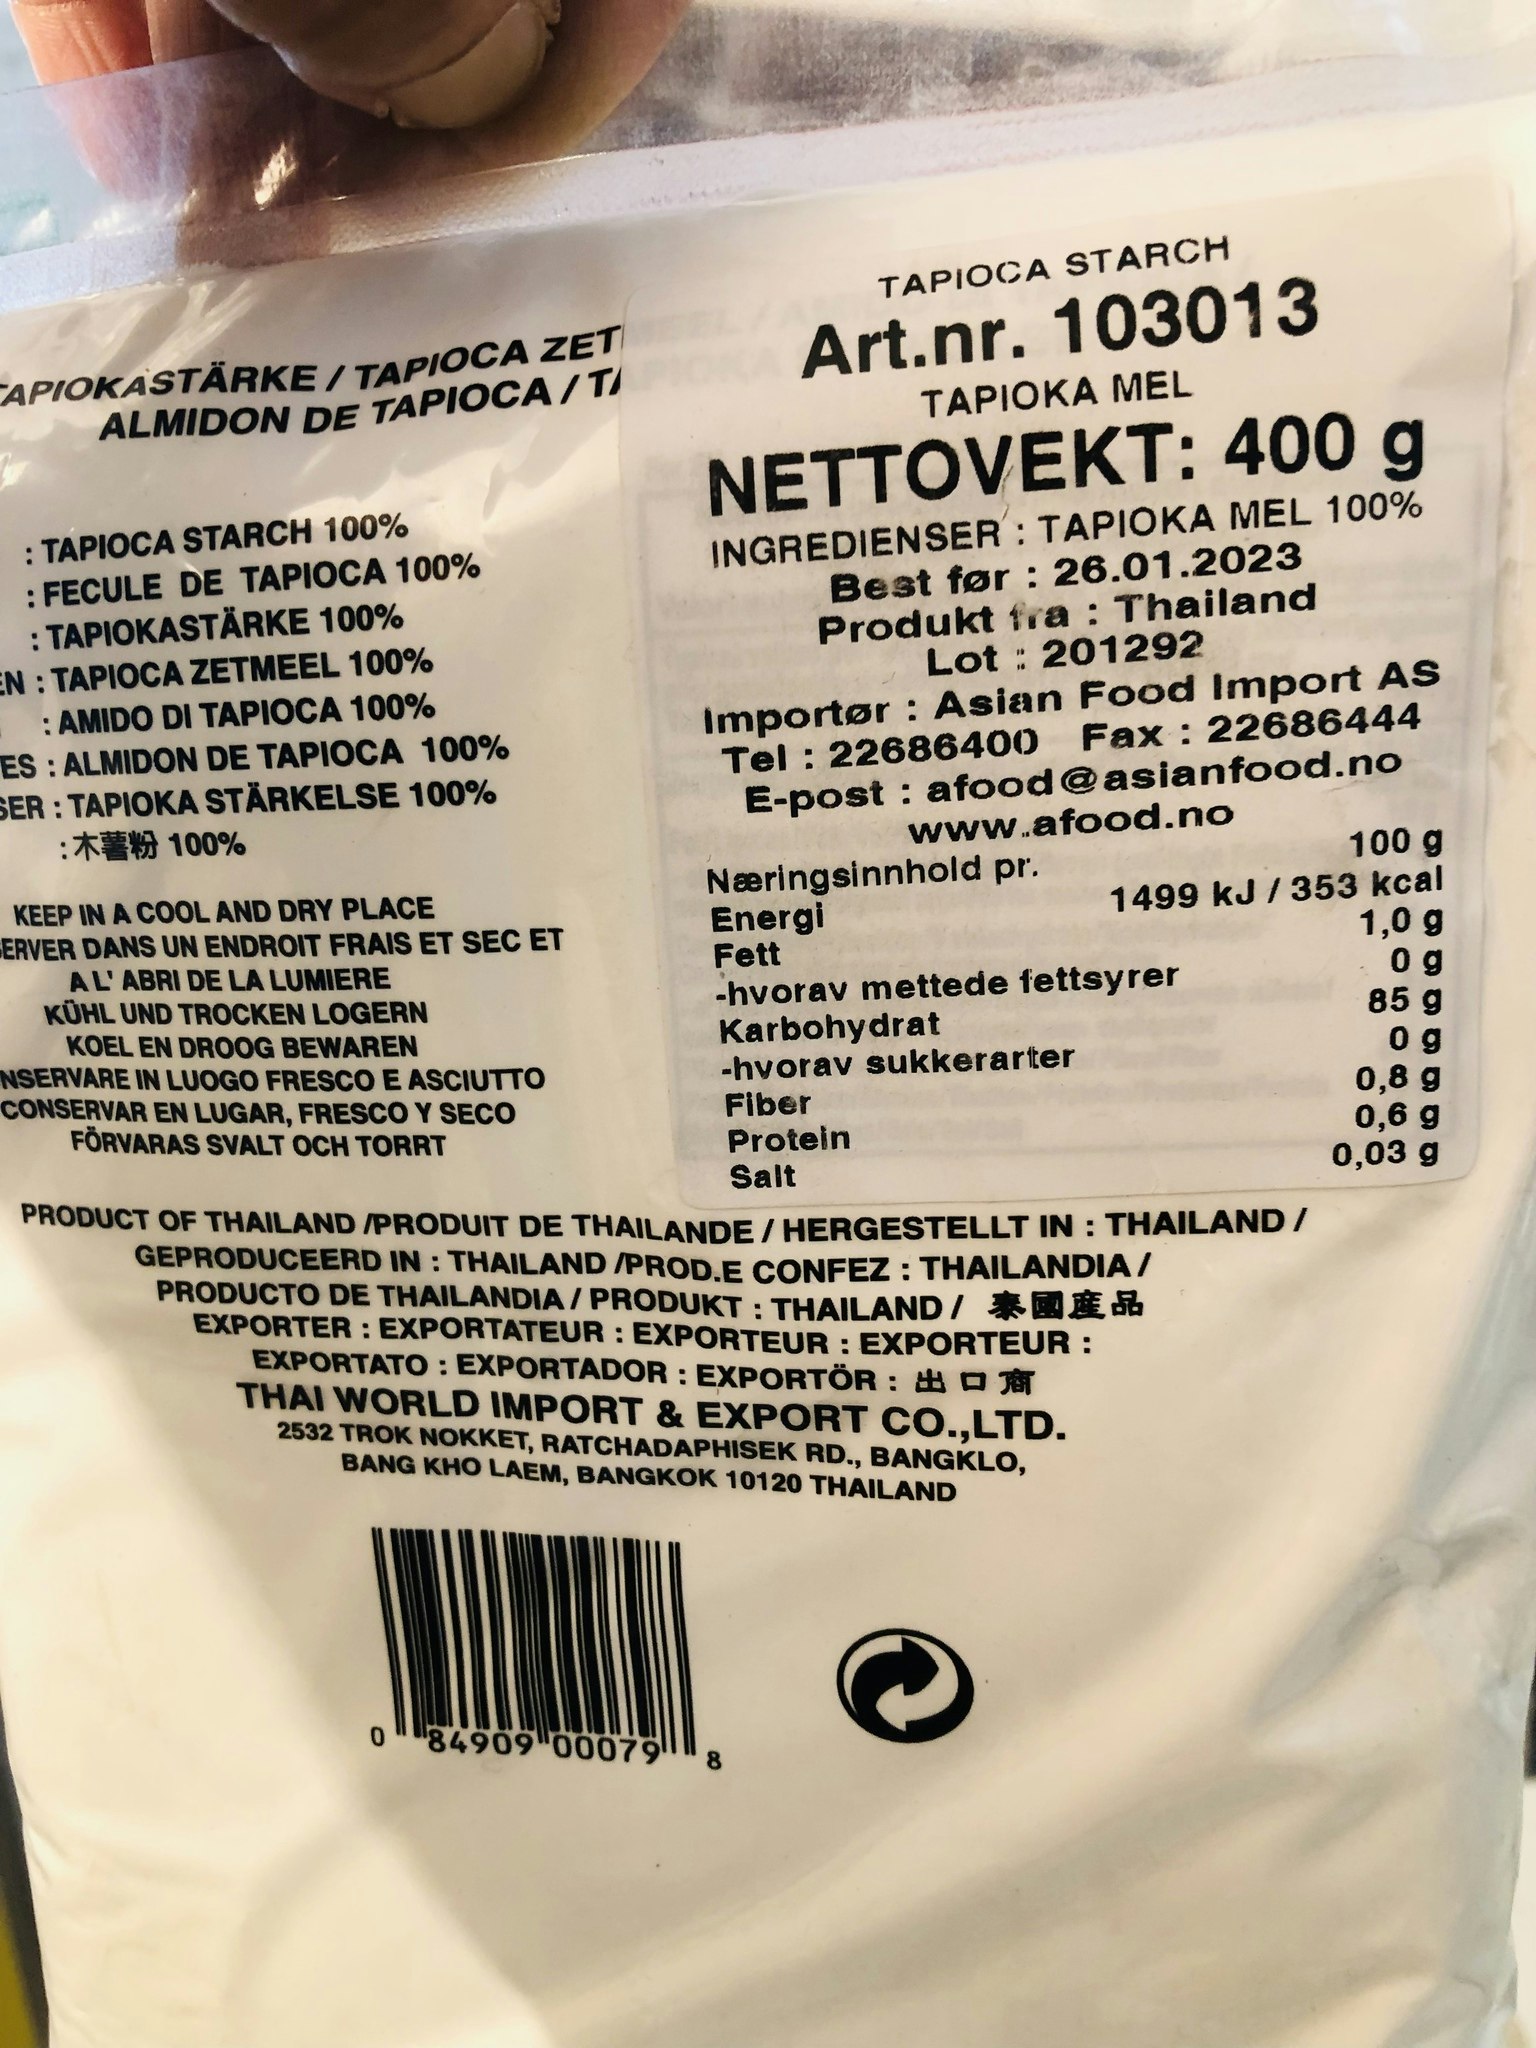 TAPIOKASTÄRKE / TAPIOCA ZET
ALMIDON DE TAPIOCA / TA
: TAPIOCA STARCH 100%
: FECULE DE TAPIOCA 100%
: TAPIOKASTÄRKE 100%
EN : TAPIOCA ZETMEEL 100%
: AMIDO DI TAPIOCA 100%
ES : ALMIDON DE TAPIOCA 100%
SER : TAPIOKA STÄRKELSE 100%
: 木薯粉 100%
KEEP IN A COOL AND DRY PLACE
SERVER DANS UN ENDROIT FRAIS ET SEC ET
A L' ABRI DE LA LUMIERE
KÜHL UND TROCKEN LOGERN
KOEL EN DROOG BEWAREN
NSERVARE IN LUOGO FRESCO E ASCIUTTO
CONSERVAR EN LUGAR, FRESCO Y SECO
FÖRVARAS SVALT OCH TORRT
TAPIOCA STARCH
Art.nr. 103013
TAPIOKA MEL
NETTOVEKT: 400 g
INGREDIENSER : TAPIOKA MEL 100%
Best før : 26.01.2023
Produkt fra : Thailand
Lot : 201292
Importør : Asian Food Import AS
Tel : 22686400 Fax : 22686444
E-post : afood@asianfood.no
www.afood.no
Næringsinnhold pr. 100 g
Energi 1499 kJ / 353 kcal
Fett 1,0 g
-hvorav mettede fettsyrer 0 g
Karbohydrat 85 g
-hvorav sukkerarter 0 g
Fiber 0,8 g
Protein 0,6 g
Salt 0,03 g
PRODUCT OF THAILAND /PRODUIT DE THAILANDE / HERGESTELLT IN : THAILAND /
GEPRODUCEERD IN : THAILAND /PROD.E CONFEZ : THAILANDIA /
PRODUCTO DE THAILANDIA / PRODUKT : THAILAND / 泰國産品
EXPORTER : EXPORTATEUR : EXPORTEUR : EXPORTEUR :
EXPORTATO : EXPORTADOR : EXPORTÖR : 出口商
THAI WORLD IMPORT & EXPORT CO.,LTD.
2532 TROK NOKKET, RATCHADAPHISEK RD., BANGKLO,
BANG KHO LAEM, BANGKOK 10120 THAILAND
0 84909 00079 8